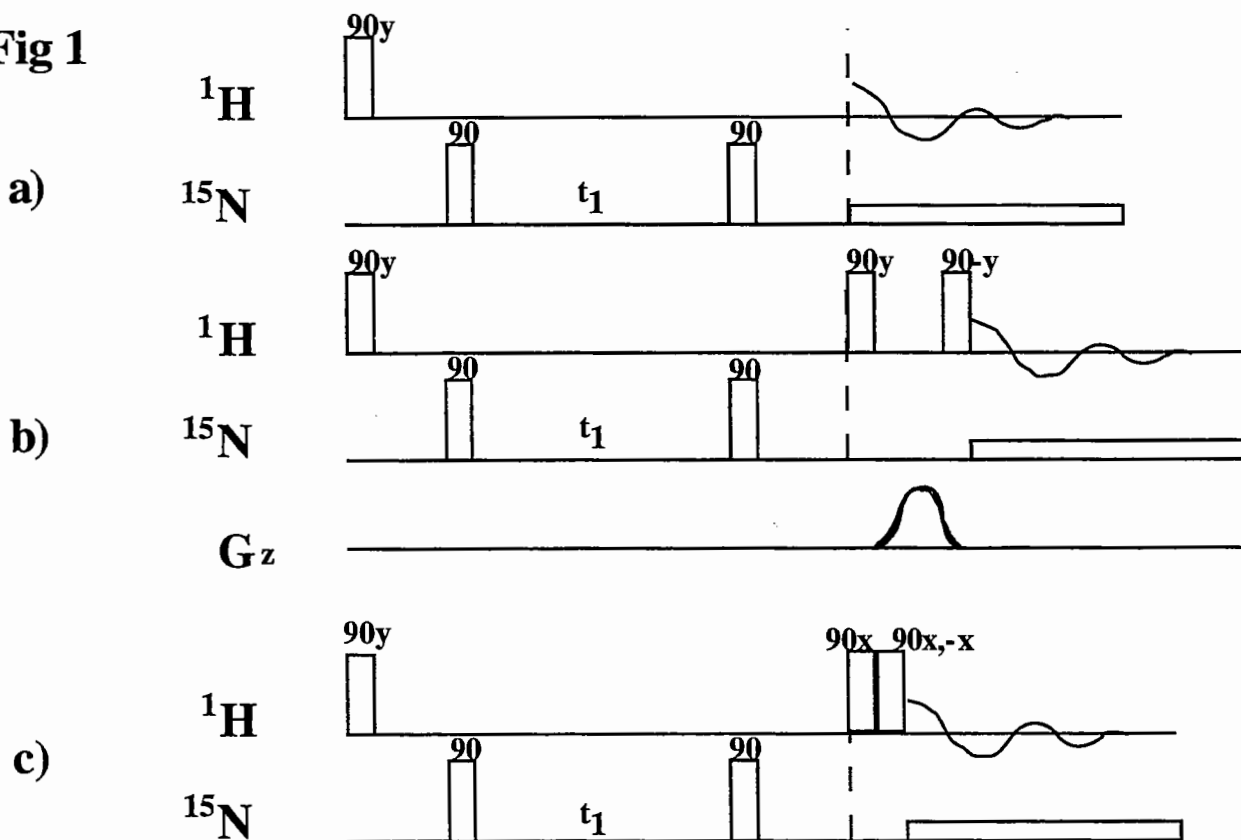 Fig 1
90y
¹H
90 90
a) ¹⁵N t₁
90y 90y 90-y
¹H
90 90
b) ¹⁵N t₁
Gz
90y 90x 90x,-x
¹H
90 90
c) ¹⁵N t₁